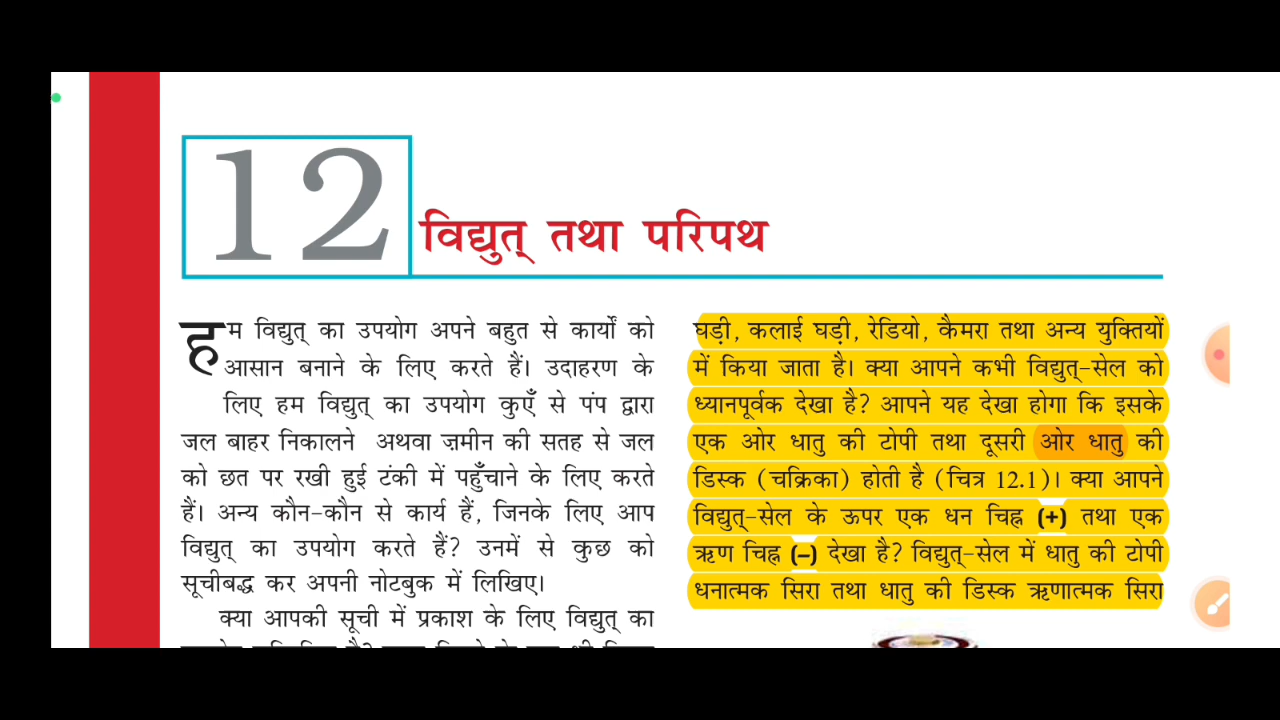 12
विद्युत् तथा परिपथ
हम विद्युत् का उपयोग अपने बहुत से कार्यों को
आसान बनाने के लिए करते हैं। उदाहरण के
लिए हम विद्युत् का उपयोग कुएँ से पंप द्वारा
जल बाहर निकालने अथवा ज़मीन की सतह से जल
को छत पर रखी हुई टंकी में पहुँचाने के लिए करते
हैं। अन्य कौन-कौन से कार्य हैं, जिनके लिए आप
विद्युत् का उपयोग करते हैं? उनमें से कुछ को
सूचीबद्ध कर अपनी नोटबुक में लिखिए।
क्या आपकी सूची में प्रकाश के लिए विद्युत् का
घड़ी, कलाई घड़ी, रेडियो, कैमरा तथा अन्य युक्तियों
में किया जाता है। क्या आपने कभी विद्युत्-सेल को
ध्यानपूर्वक देखा है? आपने यह देखा होगा कि इसके
एक ओर धातु की टोपी तथा दूसरी ओर धातु की
डिस्क (चक्रिका) होती है (चित्र 12.1)। क्या आपने
विद्युत्-सेल के ऊपर एक धन चिह्न (+) तथा एक
ऋण चिह्न (–) देखा है? विद्युत्-सेल में धातु की टोपी
धनात्मक सिरा तथा धातु की डिस्क ऋणात्मक सिरा